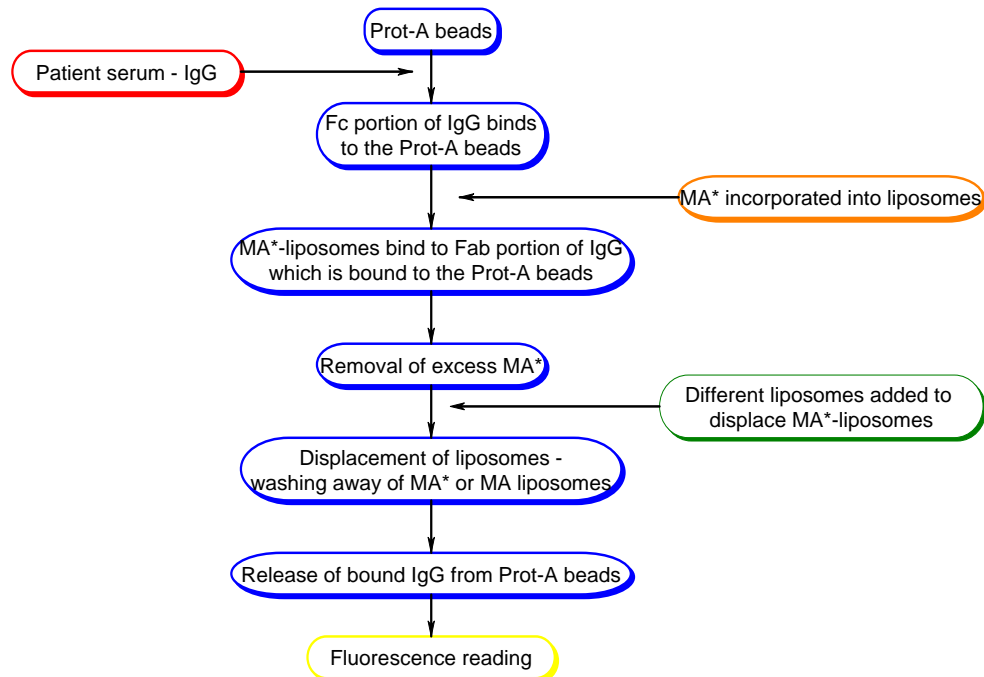 Prot-A beads
Patient serum - IgG
Fc portion of IgG binds
to the Prot-A beads
MA* incorporated into liposomes
MA*-liposomes bind to Fab portion of IgG
which is bound to the Prot-A beads
Removal of excess MA*
Different liposomes added to
displace MA*-liposomes
Displacement of liposomes -
washing away of MA* or MA liposomes
Release of bound IgG from Prot-A beads
Fluorescence reading